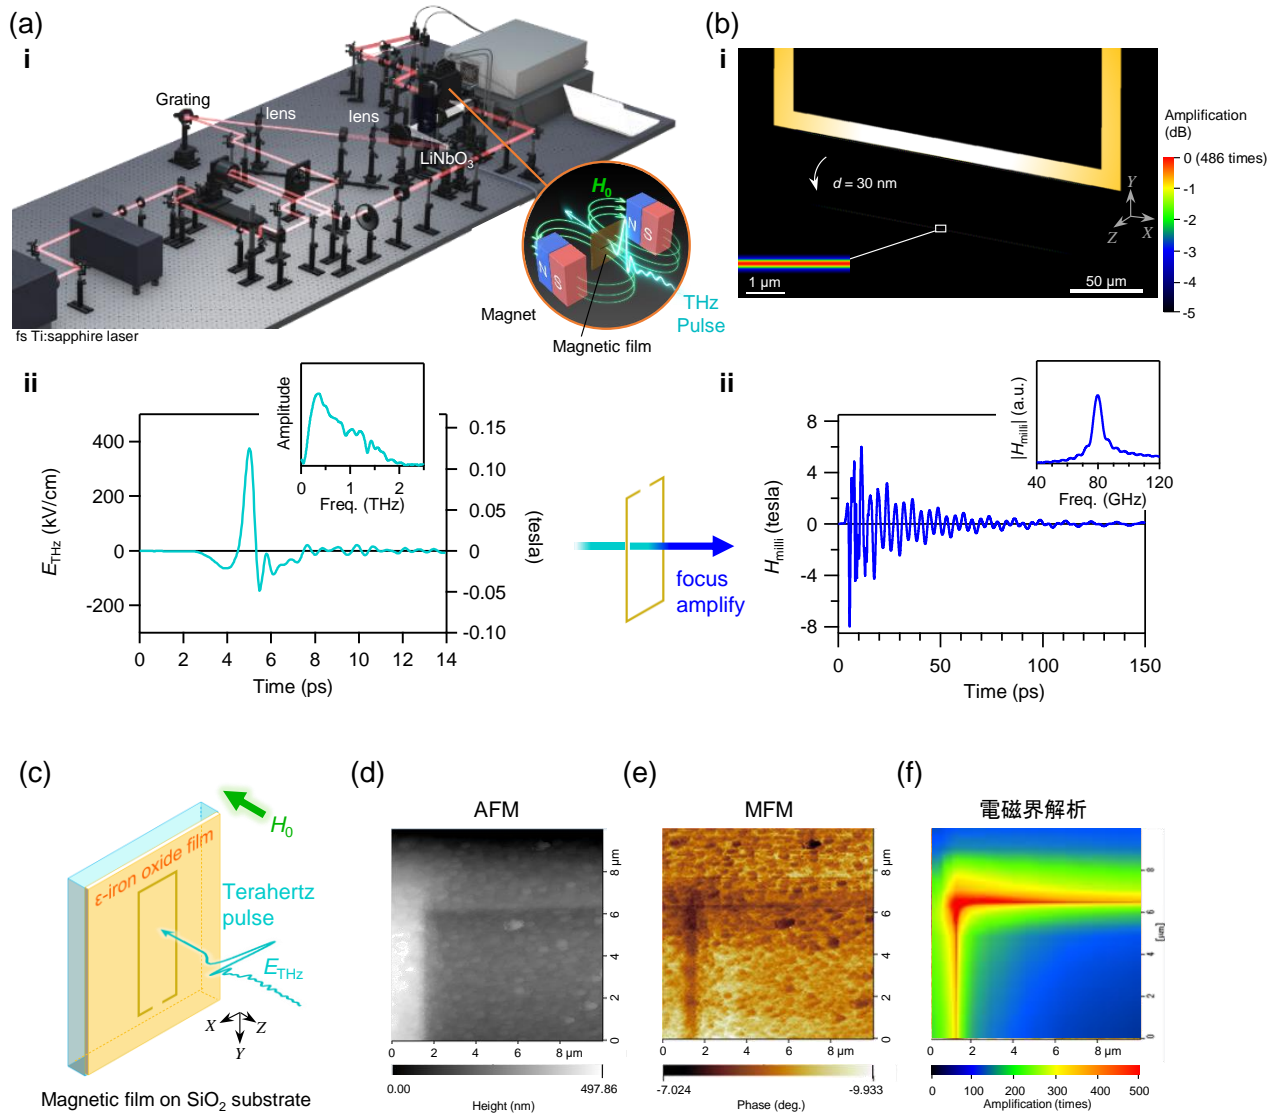 (a)
i
Grating
lens
lens
LiNbO3
H0
N
S
N
S
THz
Pulse
Magnet
Magnetic film
fs Ti:sapphire laser
(b)
i
Amplification
(dB)
0 (486 times)
-1
-2
-3
-4
-5
d = 30 nm
Y
Z
X
1 μm
50 μm
ii
Amplitude
0
1
2
Freq. (THz)
400
200
0
-200
ETHz (kV/cm)
0.15
0.10
0.05
0
-0.05
-0.10
(tesla)
0
2
4
6
8
10
12
14
Time (ps)
focus
amplify
ii
|Hmilli| (a.u.)
40
80
120
Freq. (GHz)
8
4
0
-4
-8
Hmilli (tesla)
0
50
100
150
Time (ps)
(c)
H0
ε-iron oxide film
Terahertz
pulse
ETHz
X
Z
Y
Magnetic film on SiO2 substrate
(d)
AFM
8 μm
6
4
2
0
0
2
4
6
8 μm
0.00
497.86
Height (nm)
(e)
MFM
8 μm
6
4
2
0
0
2
4
6
8 μm
-7.024
-9.933
Phase (deg.)
(f)
電磁界解析
8
6
[μm]
4
2
0
0
2
4
6
8 μm
0
100
200
300
400
500
Amplification (times)